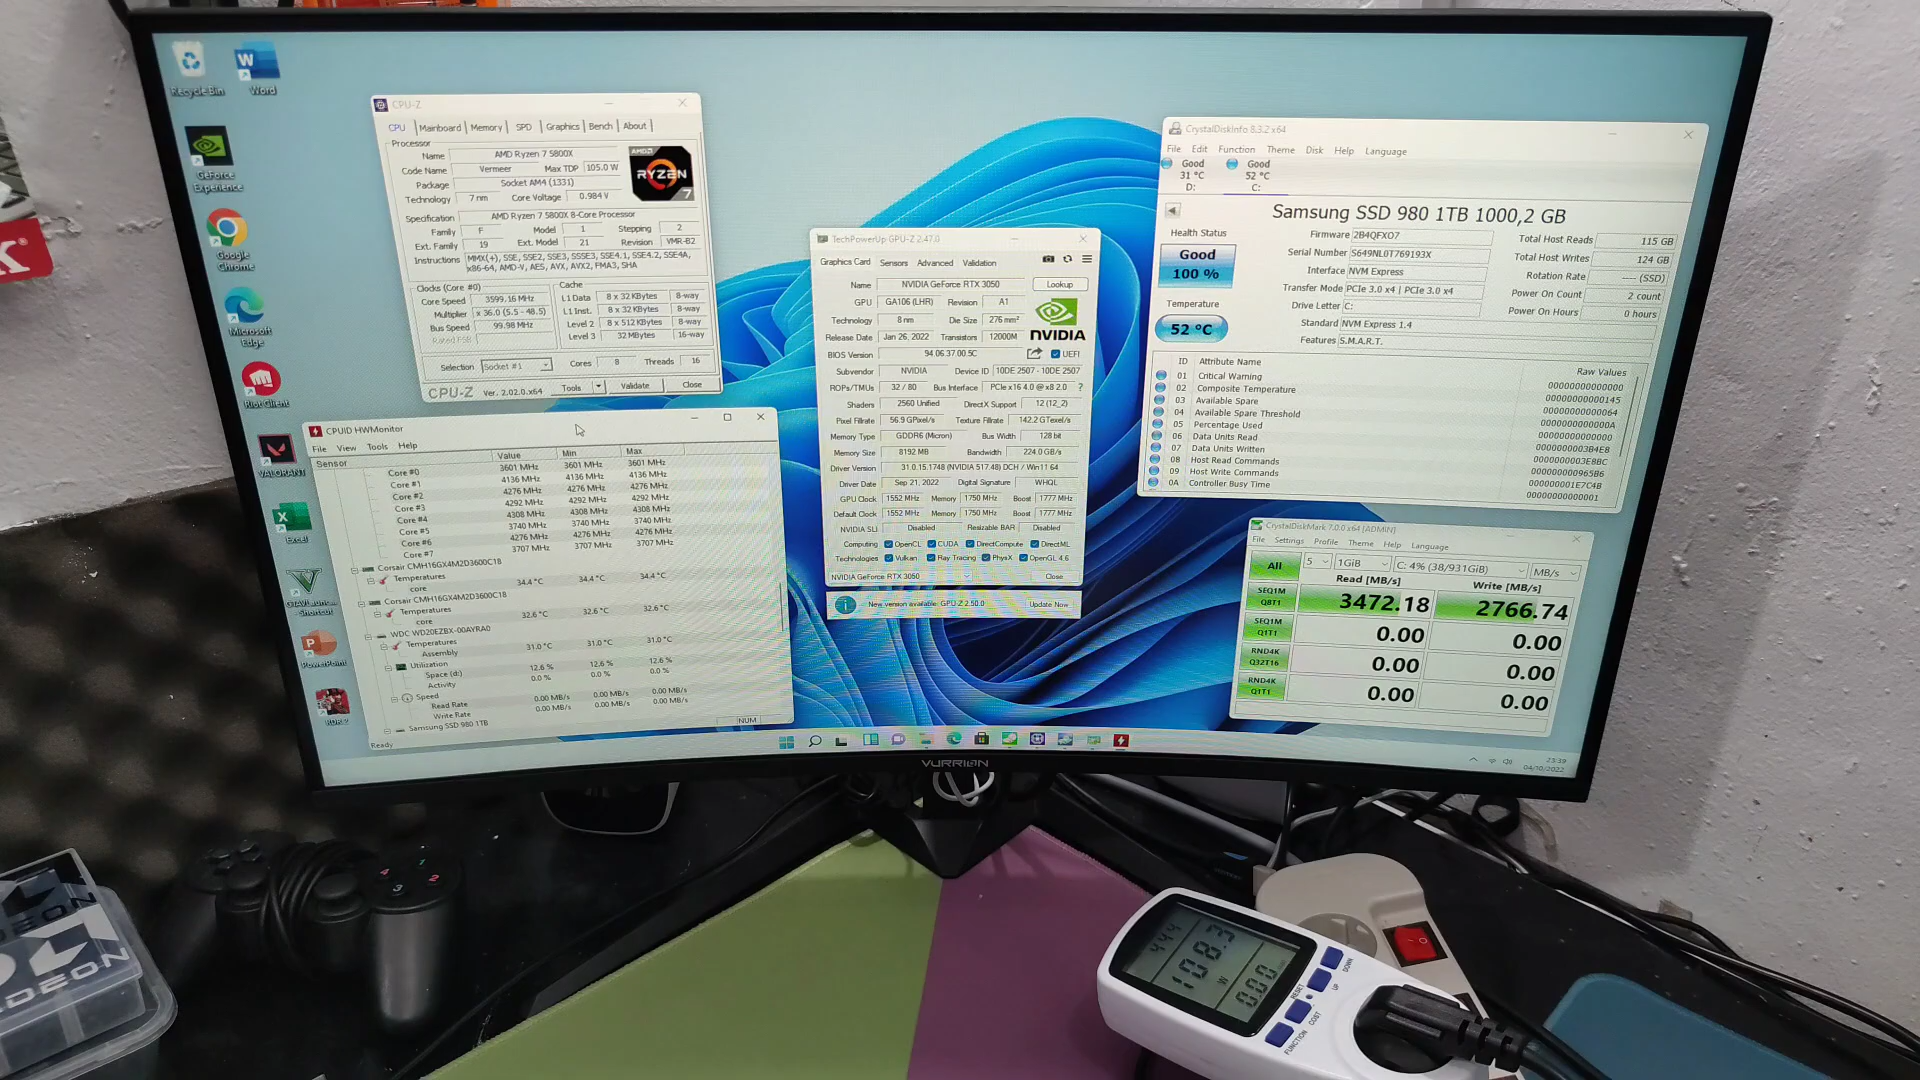 Recycle Bin
Word
GeForce Experience
Google Chrome
Microsoft Edge
Riot Client
VALORANT
Excel
PowerPoint
CPU-Z
CPU Mainboard Memory SPD Graphics Bench About
Processor
Name AMD Ryzen 7 5800X
Code Name Vermeer Max TDP 105.0 W
Package Socket AM4 (1331)
Technology 7 nm Core Voltage 0.984 V
AMD RYZEN 7
Specification AMD Ryzen 7 5800X 8-Core Processor
Family F Model 1 Stepping 2
Ext. Family 19 Ext. Model 21 Revision VMR-B2
Instructions MMX(+), SSE, SSE2, SSE3, SSSE3, SSE4.1, SSE4.2, SSE4A,
x86-64, AMD-V, AES, AVX, AVX2, FMA3, SHA
Clocks (Core #0)
Core Speed 3599.16 MHz
Multiplier x 36.0 (5.5 - 48.5)
Bus Speed 99.98 MHz
Rated FSB
Cache
L1 Data 8 x 32 KBytes 8-way
L1 Inst. 8 x 32 KBytes 8-way
Level 2 8 x 512 KBytes 8-way
Level 3 32 MBytes 16-way
Selection Socket #1 Cores 8 Threads 16
CPU-Z Ver. 2.02.0.x64 Tools Validate Close
CPUID HWMonitor
File View Tools Help
Sensor Value Min Max
Core #0 3601 MHz 3601 MHz 3601 MHz
Core #1 4136 MHz 4136 MHz 4136 MHz
Core #2 4276 MHz 4276 MHz 4276 MHz
Core #3 4292 MHz 4292 MHz 4292 MHz
Core #4 4308 MHz 4308 MHz 4308 MHz
Core #5 3740 MHz 3740 MHz 3740 MHz
Core #6 4276 MHz 4276 MHz 4276 MHz
Core #7 3707 MHz 3707 MHz 3707 MHz
Corsair CMH16GX4M2D3600C18
Temperatures
core 34.4 °C 34.4 °C 34.4 °C
Corsair CMH16GX4M2D3600C18
Temperatures
core 32.6 °C 32.6 °C 32.6 °C
WDC WD20EZBX-00AYRA0
Temperatures
Assembly 31.0 °C 31.0 °C 31.0 °C
Utilization
Space (d:) 12.6 % 12.6 % 12.6 %
Activity 0.0 % 0.0 % 0.0 %
Speed
Read Rate 0.00 MB/s 0.00 MB/s 0.00 MB/s
Write Rate 0.00 MB/s 0.00 MB/s 0.00 MB/s
Samsung SSD 980 1TB
Ready NUM
TechPowerUp GPU-Z 2.47.0
Graphics Card Sensors Advanced Validation
Name NVIDIA GeForce RTX 3050 Lookup
GPU GA106 (LHR) Revision A1
Technology 8 nm Die Size 276 mm²
Release Date Jan 26, 2022 Transistors 12000M
NVIDIA
BIOS Version 94.06.37.00.5C UEFI
Subvendor NVIDIA Device ID 10DE 2507 - 10DE 2507
ROPs/TMUs 32 / 80 Bus Interface PCIe x16 4.0 @ x8 2.0 ?
Shaders 2560 Unified DirectX Support 12 (12_2)
Pixel Fillrate 56.9 GPixel/s Texture Fillrate 142.2 GTexel/s
Memory Type GDDR6 (Micron) Bus Width 128 bit
Memory Size 8192 MB Bandwidth 224.0 GB/s
Driver Version 31.0.15.1748 (NVIDIA 517.48) DCH / Win11 64
Driver Date Sep 21, 2022 Digital Signature WHQL
GPU Clock 1552 MHz Memory 1750 MHz Boost 1777 MHz
Default Clock 1552 MHz Memory 1750 MHz Boost 1777 MHz
NVIDIA SLI Disabled Resizable BAR Disabled
Computing OpenCL CUDA DirectCompute DirectML
Technologies Vulkan Ray Tracing PhysX OpenGL 4.6
NVIDIA GeForce RTX 3050 Close
New version available: GPU-Z 2.50.0 Update Now
CrystalDiskInfo 8.3.2 x64
File Edit Function Theme Disk Help Language
Good Good
31 °C 52 °C
D: C:
Samsung SSD 980 1TB 1000,2 GB
Health Status
Good
100 %
Temperature
52 °C
Firmware 2B4QFXO7
Serial Number S649NL0T769193X
Interface NVM Express
Transfer Mode PCIe 3.0 x4 | PCIe 3.0 x4
Drive Letter C:
Standard NVM Express 1.4
Features S.M.A.R.T.
Total Host Reads 115 GB
Total Host Writes 124 GB
Rotation Rate ---- (SSD)
Power On Count 2 count
Power On Hours 0 hours
ID Attribute Name Raw Values
01 Critical Warning 00000000000000
02 Composite Temperature 00000000000145
03 Available Spare 00000000000064
04 Available Spare Threshold 0000000000000A
05 Percentage Used 00000000000000
06 Data Units Read 0000000003B4E8
07 Data Units Written 0000000003E8BC
08 Host Read Commands 000000000965B6
09 Host Write Commands 000000001E7C4B
0A Controller Busy Time 00000000000001
CrystalDiskMark 7.0.0 x64 [ADMIN]
File Settings Profile Theme Help Language
All 5 1GiB C: 4% (38/931GiB) MB/s
Read [MB/s] Write [MB/s]
SEQ1M Q8T1 3472.18 2766.74
SEQ1M Q1T1 0.00 0.00
RND4K Q32T16 0.00 0.00
RND4K Q1T1 0.00 0.00
23:39
04/10/2022
VURRION
1 2 3 4
ADEON
ADEON
444
108.3
W
0.00
DOWN
UP
RESET
COST
FUNCTION